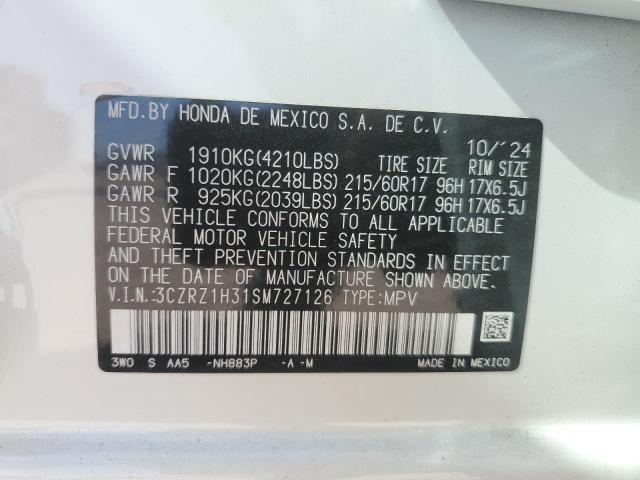 MFD. BY HONDA DE MEXICO S.A. DE C.V.
10/'24
GVWR 1910KG(4210LBS) TIRE SIZE RIM SIZE
GAWR F 1020KG(2248LBS) 215/60R17 96H 17X6.5J
GAWR R 925KG(2039LBS) 215/60R17 96H 17X6.5J
THIS VEHICLE CONFORMS TO ALL APPLICABLE
FEDERAL MOTOR VEHICLE SAFETY
AND THEFT PREVENTION STANDARDS IN EFFECT
ON THE DATE OF MANUFACTURE SHOWN ABOVE.
V.I.N.:3CZRZ1H31SM727126 TYPE:MPV
3W0 S AA5 -NH883P -A -M MADE IN MEXICO